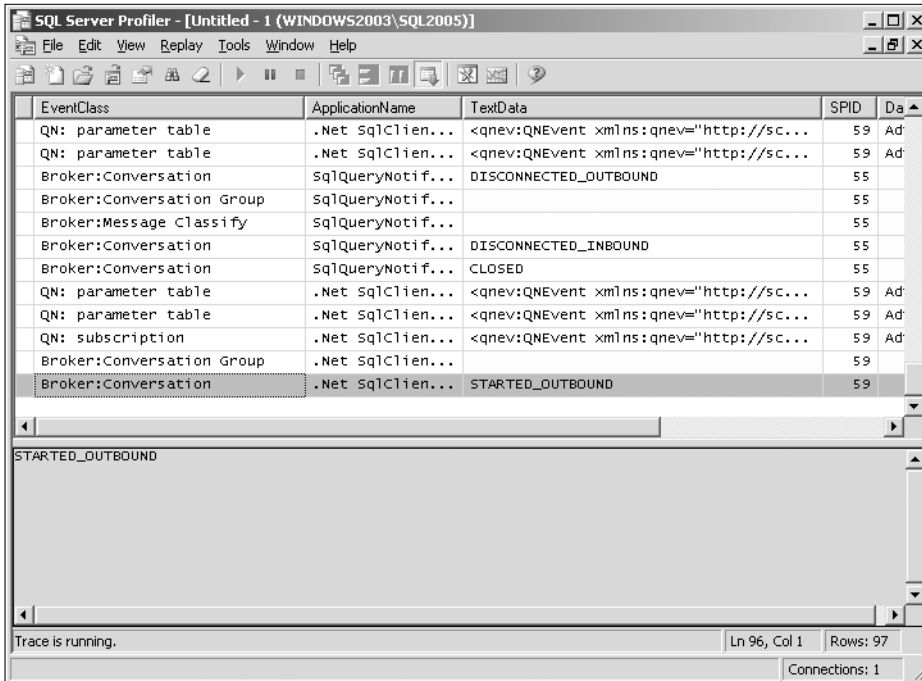 SQL Server Profiler - [Untitled - 1 (WINDOWS2003\SQL2005)]
File Edit View Replay Tools Window Help
EventClass ApplicationName TextData SPID Da
QN: parameter table .Net SqlClien... <qnev:QNEvent xmlns:qnev="http://sc... 59 Ad
QN: parameter table .Net SqlClien... <qnev:QNEvent xmlns:qnev="http://sc... 59 Ad
Broker:Conversation SqlQueryNotif... DISCONNECTED_OUTBOUND 55
Broker:Conversation Group SqlQueryNotif... 55
Broker:Message Classify SqlQueryNotif... 55
Broker:Conversation SqlQueryNotif... DISCONNECTED_INBOUND 55
Broker:Conversation SqlQueryNotif... CLOSED 55
QN: parameter table .Net SqlClien... <qnev:QNEvent xmlns:qnev="http://sc... 59 Ad
QN: parameter table .Net SqlClien... <qnev:QNEvent xmlns:qnev="http://sc... 59 Ad
QN: subscription .Net SqlClien... <qnev:QNEvent xmlns:qnev="http://sc... 59 Ad
Broker:Conversation Group .Net SqlClien... 59
Broker:Conversation .Net SqlClien... STARTED_OUTBOUND 59
STARTED_OUTBOUND
Trace is running. Ln 96, Col 1 Rows: 97
Connections: 1